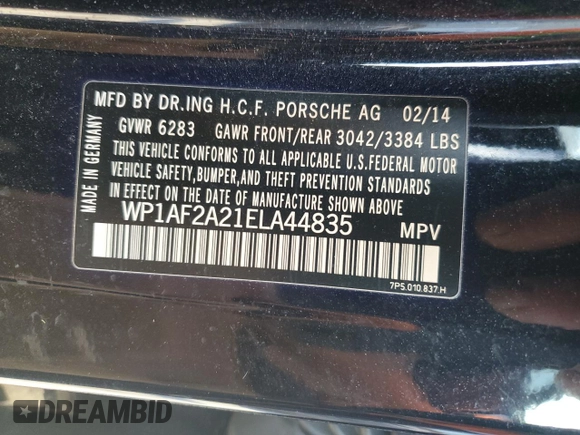 MFD BY DR.ING H.C.F. PORSCHE AG 02/14
GVWR 6283 GAWR FRONT/REAR 3042/3384 LBS
THIS VEHICLE CONFORMS TO ALL APPLICABLE U.S.FEDERAL MOTOR
VEHICLE SAFETY,BUMPER,AND THEFT PREVENTION STANDARDS
IN EFFECT ON THE DATE OF MANUFACTURE SHOWN ABOVE.
WP1AF2A21ELA44835 MPV
MADE IN GERMANY
7P5.010.837.H
DREAMBID